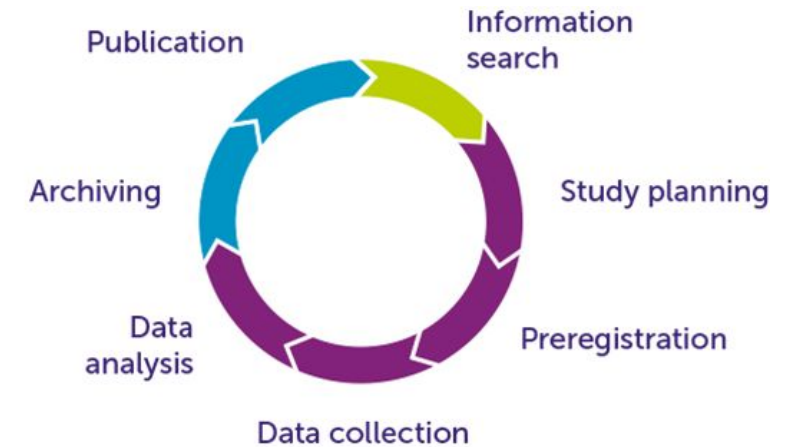 Information
search
Study planning
Preregistration
Data collection
Data
analysis
Archiving
Publication